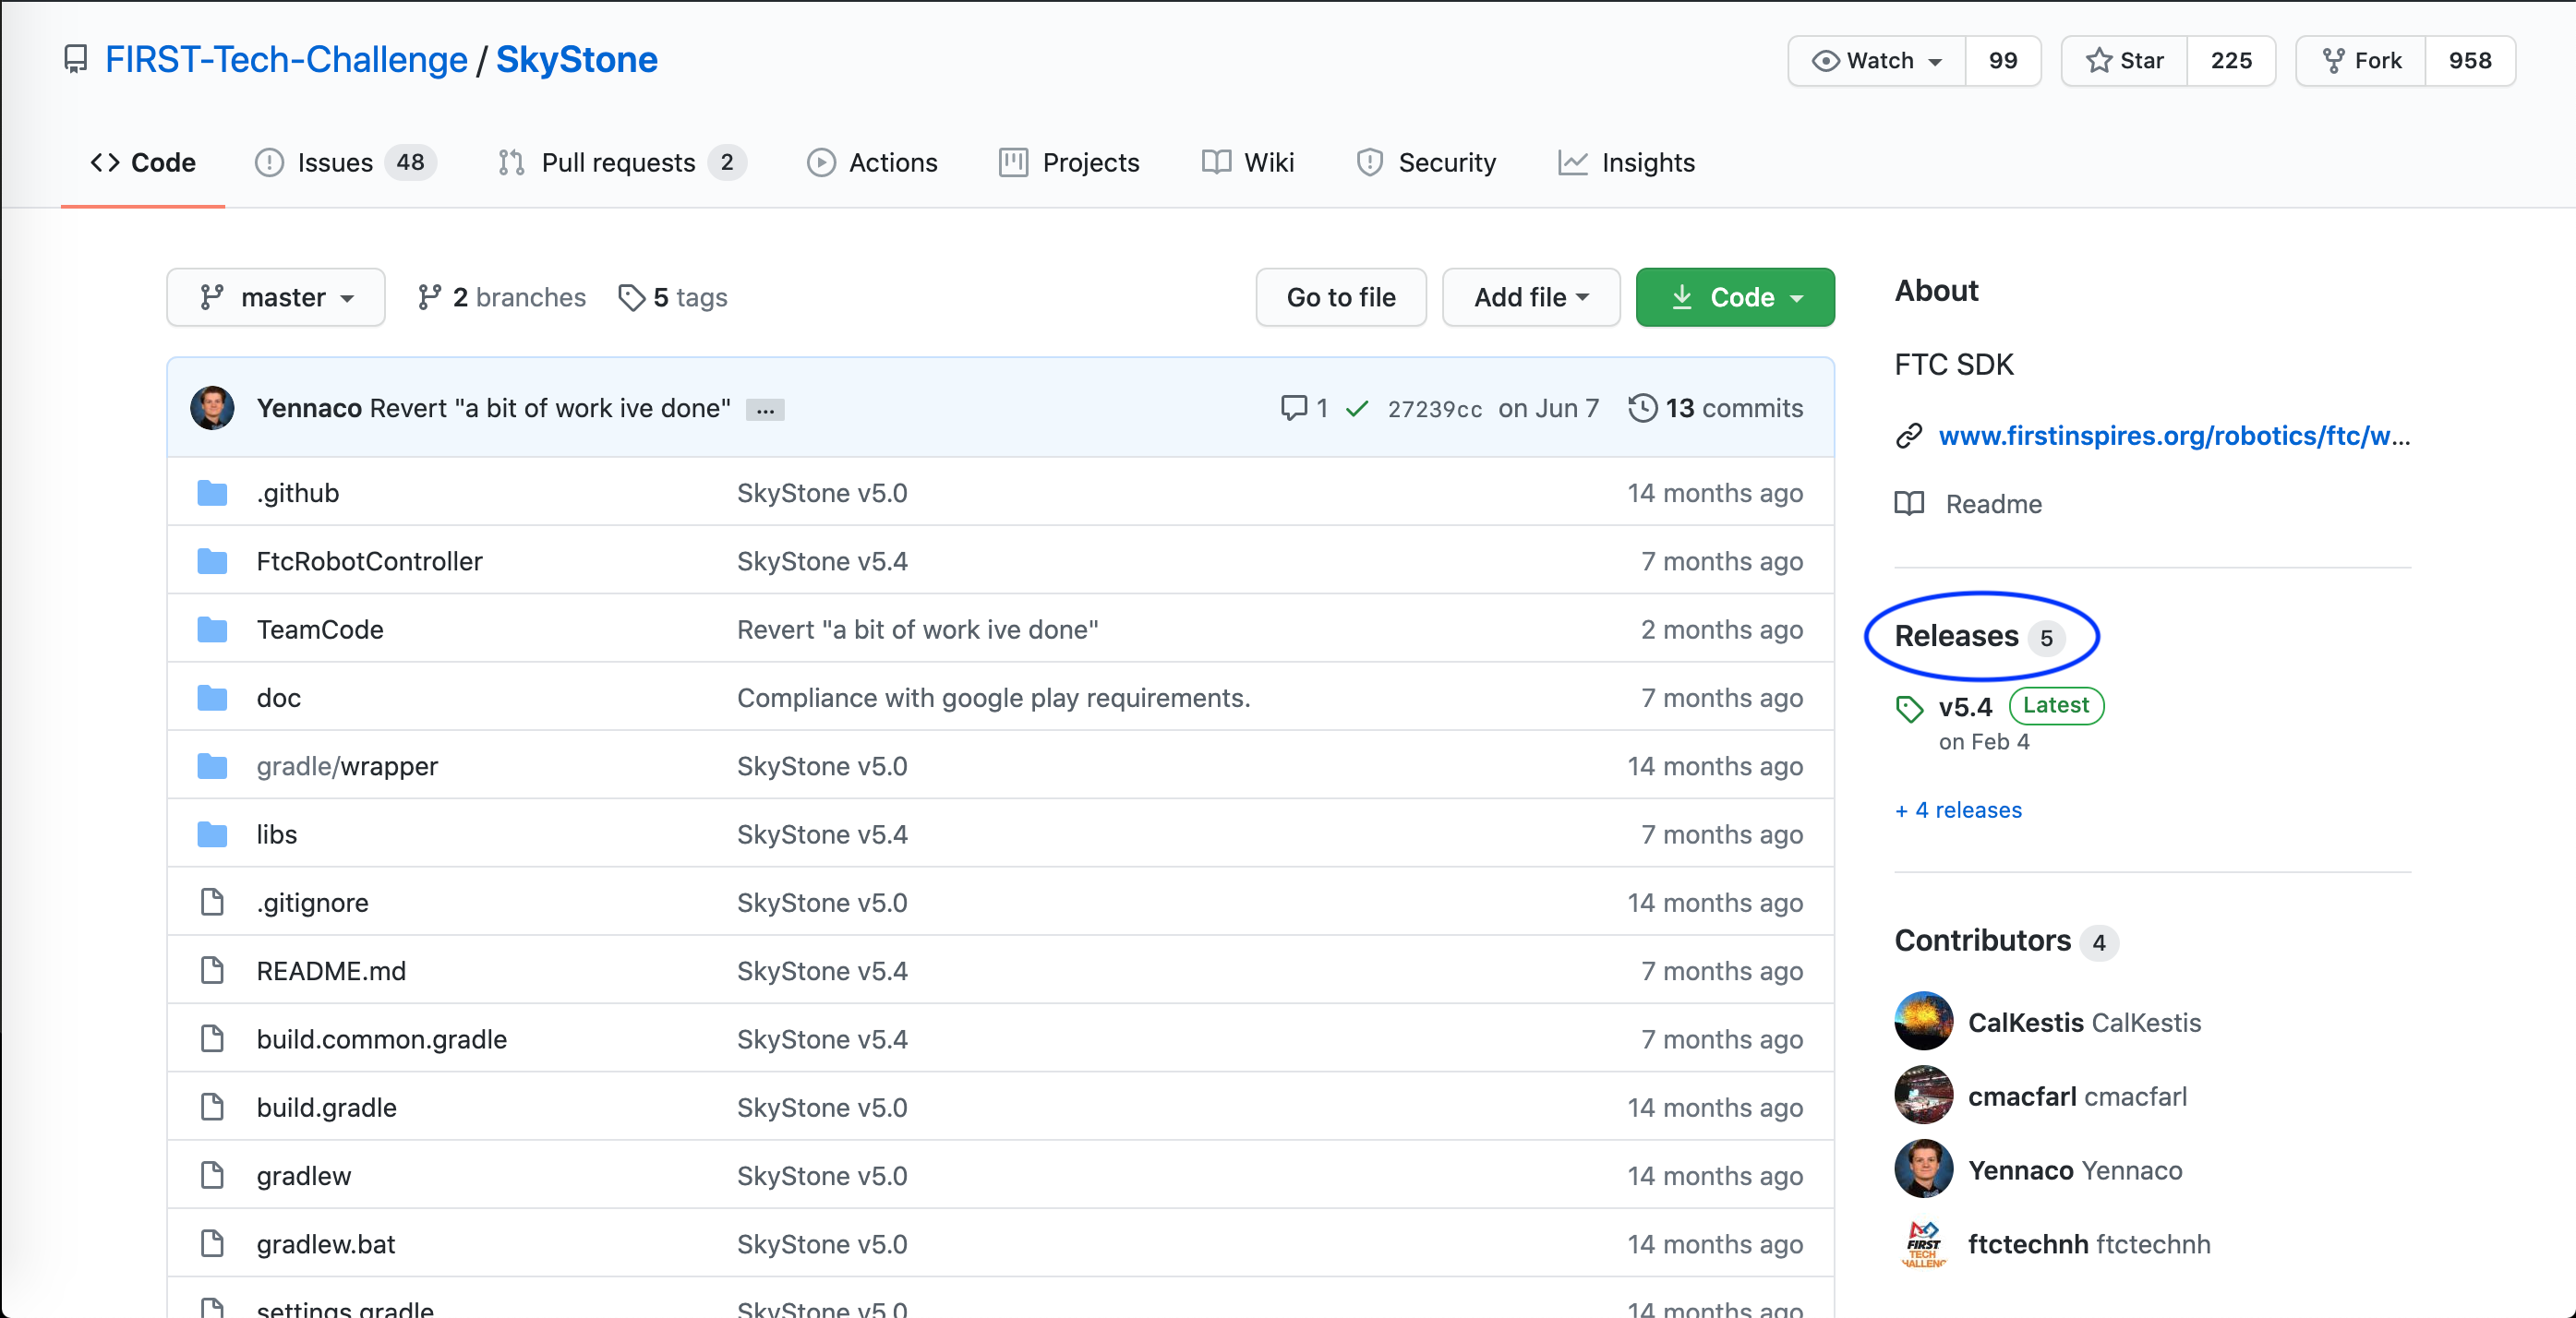 FIRST-Tech-Challenge / SkyStone
Watch 99 Star 225 Fork 958
Code Issues 48 Pull requests 2 Actions Projects Wiki Security Insights
master 2 branches 5 tags Go to file Add file Code
Yennaco Revert "a bit of work ive done" ... 1 27239cc on Jun 7 13 commits
.github SkyStone v5.0 14 months ago
FtcRobotController SkyStone v5.4 7 months ago
TeamCode Revert "a bit of work ive done" 2 months ago
doc Compliance with google play requirements. 7 months ago
gradle/wrapper SkyStone v5.0 14 months ago
libs SkyStone v5.4 7 months ago
.gitignore SkyStone v5.0 14 months ago
README.md SkyStone v5.4 7 months ago
build.common.gradle SkyStone v5.4 7 months ago
build.gradle SkyStone v5.0 14 months ago
gradlew SkyStone v5.0 14 months ago
gradlew.bat SkyStone v5.0 14 months ago
settings.gradle SkyStone v5.0 14 months ago
About
FTC SDK
www.firstinspires.org/robotics/ftc/w...
Readme
Releases 5
v5.4 Latest
on Feb 4
+ 4 releases
Contributors 4
CalKestis CalKestis
cmacfarl cmacfarl
Yennaco Yennaco
FIRST
TECH
HALLENG
ftctechnh ftctechnh